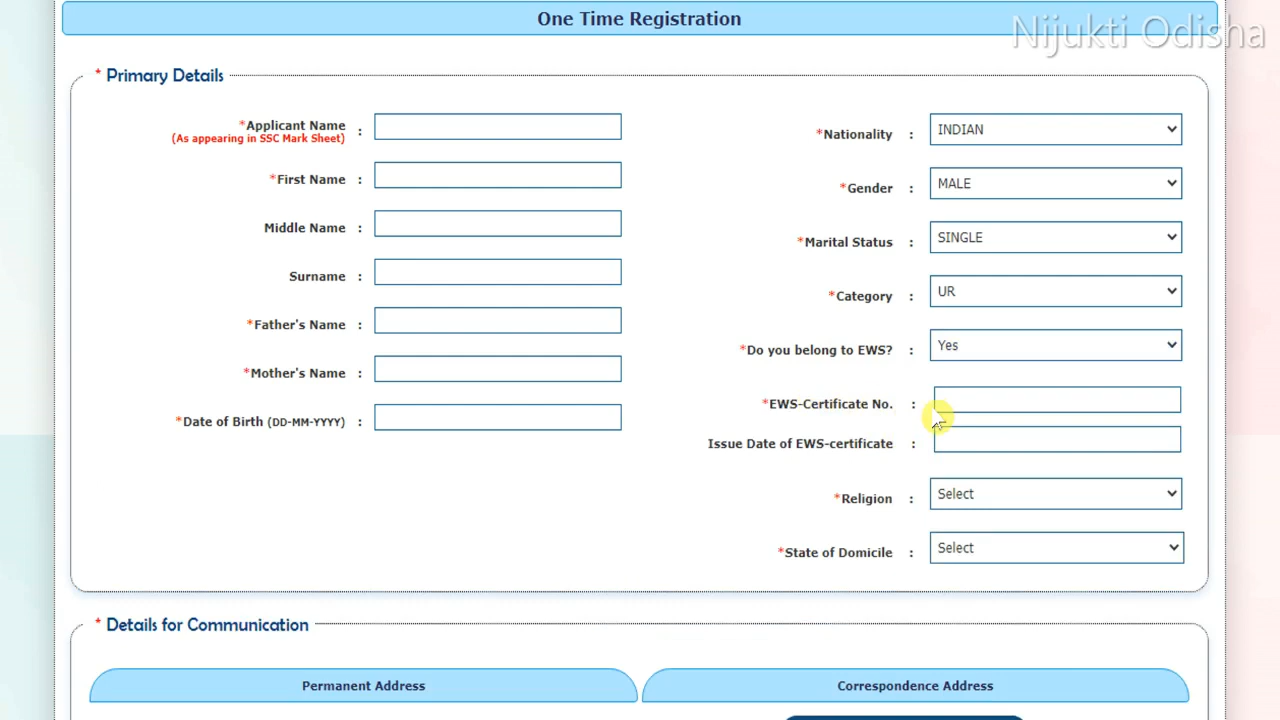 One Time Registration
Nijukti Odisha
* Primary Details
*Applicant Name :
(As appearing in SSC Mark Sheet)
*First Name :
Middle Name :
Surname :
*Father's Name :
*Mother's Name :
*Date of Birth (DD-MM-YYYY) :
*Nationality : INDIAN
*Gender : MALE
*Marital Status : SINGLE
*Category : UR
*Do you belong to EWS? : Yes
*EWS-Certificate No. :
Issue Date of EWS-certificate :
*Religion : Select
*State of Domicile : Select
* Details for Communication
Permanent Address
Correspondence Address